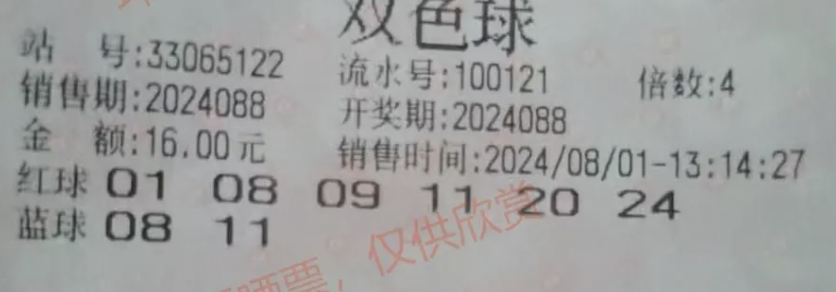 双色球
站 号:33065122 流水号:100121 倍数:4
销售期:2024088 开奖期:2024088
金 额:16.00元 销售时间:2024/08/01-13:14:27
红球 01 08 09 11 20 24
蓝球 08 11
晒票, 仅供欣赏